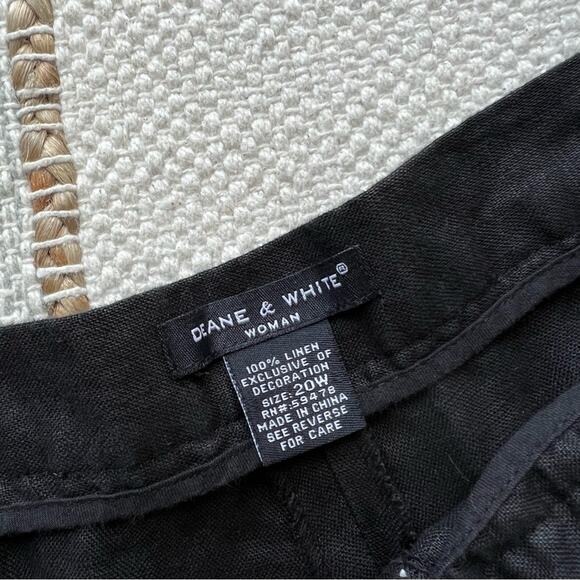 DEANE & WHITE®
WOMAN
100% LINEN
EXCLUSIVE OF
DECORATION
SIZE: 20W
RN#: 59478
MADE IN CHINA
SEE REVERSE
FOR CARE